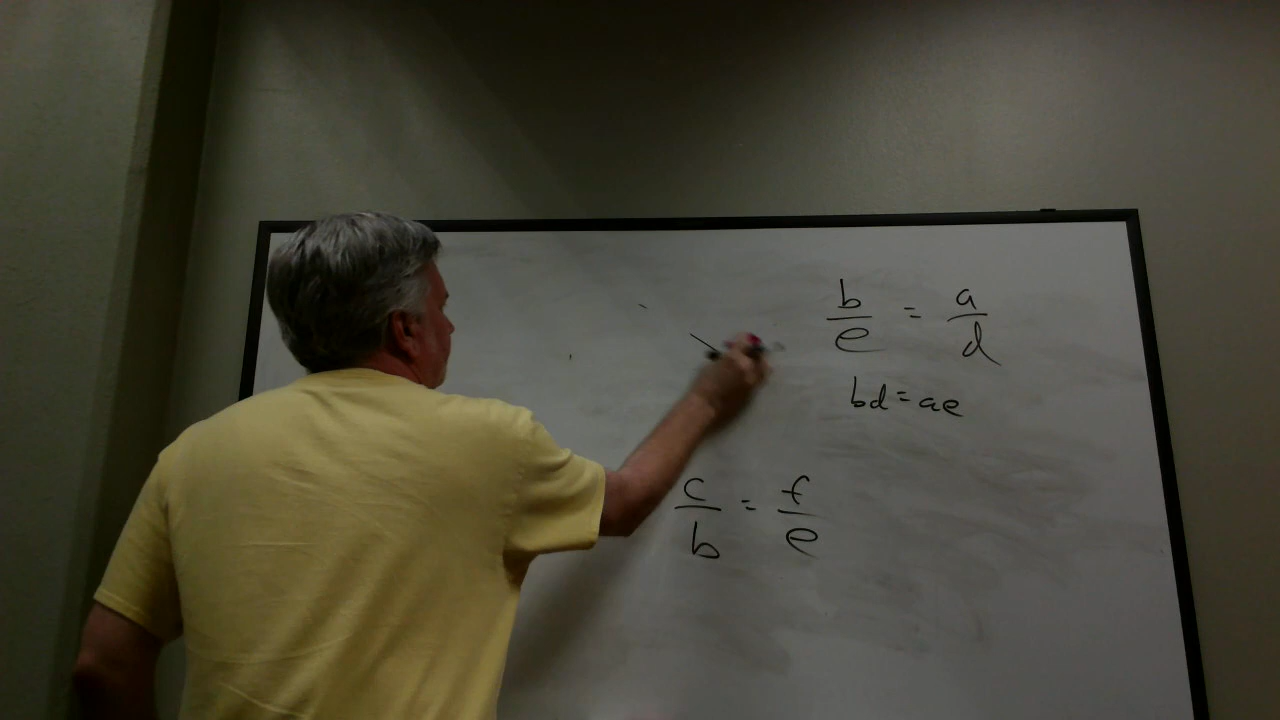 b/e = a/d
bd = ae
c/b = f/e